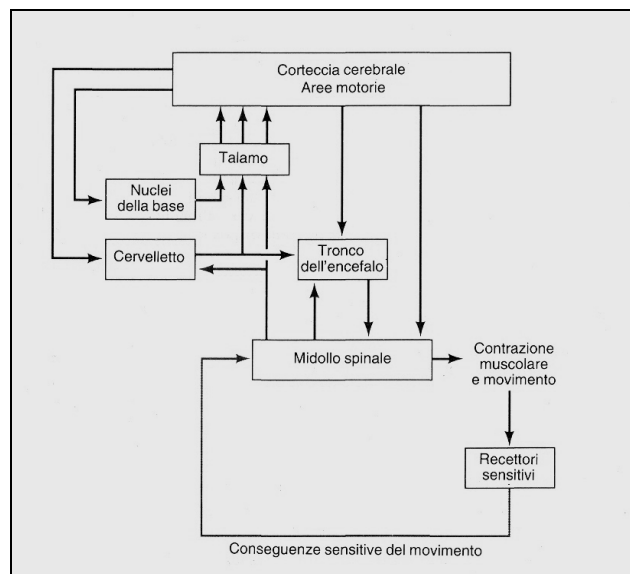 Corteccia cerebrale
Aree motorie
Talamo
Nuclei
della base
Cervelletto
Tronco
dell'encefalo
Midollo spinale
Contrazione
muscolare
e movimento
Recettori
sensitivi
Conseguenze sensitive del movimento